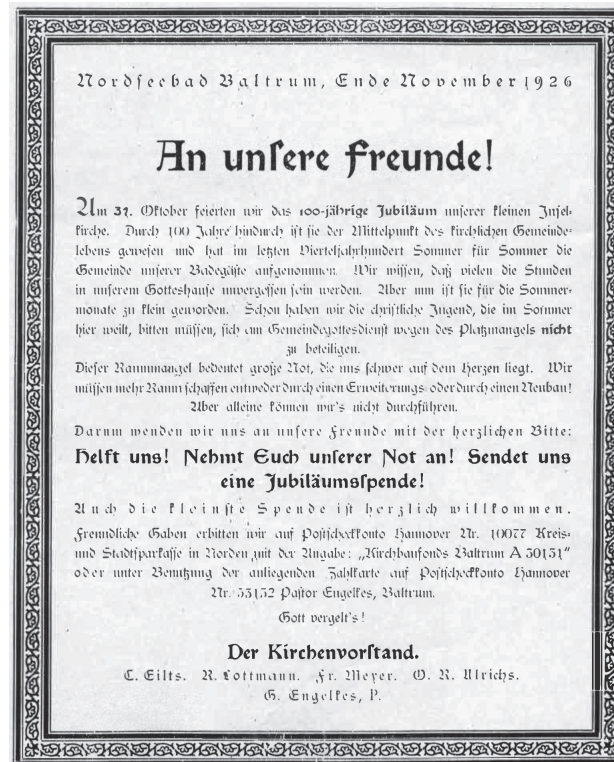 Nordseebad Baltrum, Ende November 1926
An unsere Freunde!
Am 31. Oktober feierten wir das 100-jährige Jubiläum unserer kleinen Insel-
kirche. Durch 100 Jahre hindurch ist sie der Mittelpunkt des kirchlichen Gemeinde-
lebens gewesen und hat im letzten Vierteljahrhundert Sommer für Sommer die
Gemeinde unserer Badegäste aufgenommen. Wir wissen, daß vielen die Stunden
in unserem Gotteshause unvergessen sein werden. Aber nun ist sie für die Sommer-
monate zu klein geworden. Schon haben wir die christliche Jugend, die im Sommer
hier weilt, bitten müssen, sich am Gemeindegottesdienst wegen des Platzmangels nicht
zu beteiligen.
Dieser Raummangel bedeutet große Not, die uns schwer auf dem Herzen liegt. Wir
müssen mehr Raum schaffen entweder durch einen Erweiterungs- oder durch einen Neubau!
Aber alleine können wir's nicht durchführen.
Darum wenden wir uns an unsere Freunde mit der herzlichen Bitte:
Helft uns! Nehmt Euch unserer Not an! Sendet uns
eine Jubiläumsspende!
Auch die kleinste Spende ist herzlich willkommen.
Freundliche Gaben erbitten wir auf Postscheckkonto Hannover Nr. 10077 Kreis-
und Stadtsparkasse in Norden mit der Angabe: „Kirchbaufonds Baltrum A 30151“
oder unter Benutzung der anliegenden Zahlkarte auf Postscheckkonto Hannover
Nr. 53152 Pastor Engelkes, Baltrum.
Gott vergelt's!
Der Kirchenvorstand.
C. Eilts. R. Lottmann. Fr. Meyer. O. R. Ulrichs.
G. Engelkes, P.